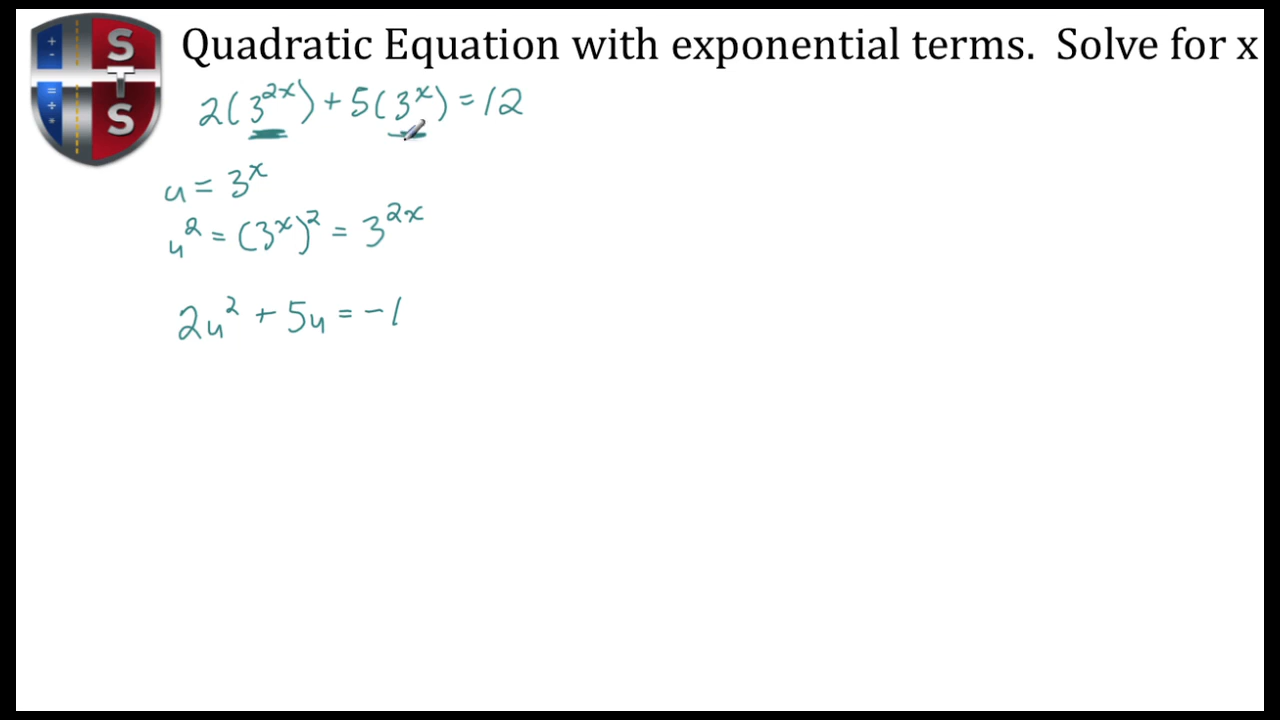 STS
+
-
=
÷
*
Quadratic Equation with exponential terms.  Solve for x
2(3^{2x}) + 5(3^x) = 12
u = 3^x
u^2 = (3^x)^2 = 3^{2x}
2u^2 + 5u = -1